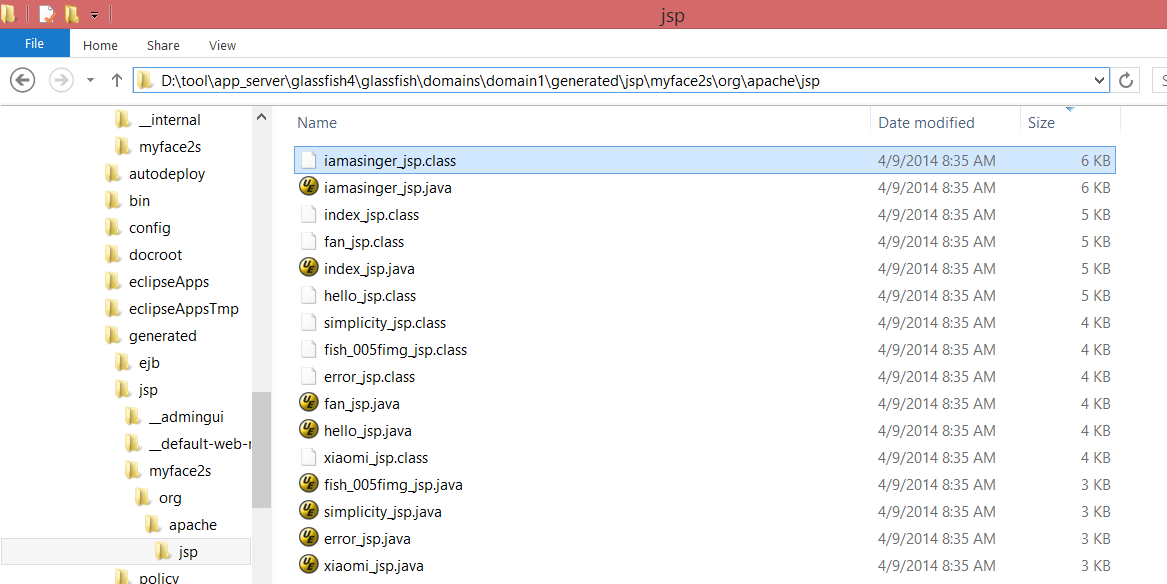 jsp
File Home Share View
D:\tool\app_server\glassfish4\glassfish\domains\domain1\generated\jsp\myface2s\org\apache\jsp
__internal
myface2s
autodeploy
bin
config
docroot
eclipseApps
eclipseAppsTmp
generated
ejb
jsp
__admingui
__default-web-
myface2s
org
apache
jsp
policy
Name Date modified Size
iamasinger_jsp.class 4/9/2014 8:35 AM 6 KB
iamasinger_jsp.java 4/9/2014 8:35 AM 6 KB
index_jsp.class 4/9/2014 8:35 AM 5 KB
fan_jsp.class 4/9/2014 8:35 AM 5 KB
index_jsp.java 4/9/2014 8:35 AM 5 KB
hello_jsp.class 4/9/2014 8:35 AM 5 KB
simplicity_jsp.class 4/9/2014 8:35 AM 4 KB
fish_005fimg_jsp.class 4/9/2014 8:35 AM 4 KB
error_jsp.class 4/9/2014 8:35 AM 4 KB
fan_jsp.java 4/9/2014 8:35 AM 4 KB
hello_jsp.java 4/9/2014 8:35 AM 4 KB
xiaomi_jsp.class 4/9/2014 8:35 AM 4 KB
fish_005fimg_jsp.java 4/9/2014 8:35 AM 3 KB
simplicity_jsp.java 4/9/2014 8:35 AM 3 KB
error_jsp.java 4/9/2014 8:35 AM 3 KB
xiaomi_jsp.java 4/9/2014 8:35 AM 3 KB